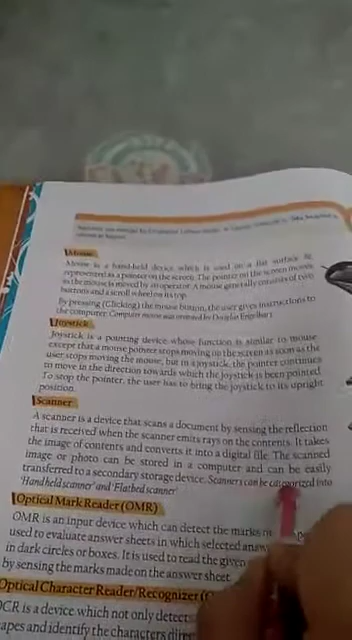 Mouse
Mouse is a hand-held device which is used on a flat surface is
represented as a pointer on the screen. The pointer on the screen moves
as the mouse is moved by its operator. A mouse generally consists of two
buttons and a scroll wheel on its top.
By pressing (Clicking) the mouse button, the user gives instructions to
the computer. Computer mouse was invented by Douglas Engelbart.
Joystick
Joystick is a pointing device whose function is similar to mouse
except that a mouse pointer stops moving on the screen as soon as the
user stops moving the mouse, but in a joystick, the pointer continues
to move in the direction towards which the joystick is been pointed.
To stop the pointer, the user has to bring the joystick to its upright
position.
Scanner
A scanner is a device that scans a document by sensing the reflection
that is received when the scanner emits rays on the contents. It takes
the image of contents and converts it into a digital file. The scanned
image or photo can be stored in a computer and can be easily
transferred to a secondary storage device. Scanners can be categorized into
'Hand held scanner' and 'Flatbed scanner'
Optical Mark Reader (OMR)
OMR is an input device which can detect the marks
used to evaluate answer sheets in which selected
in dark circles or boxes. It is used to read the given
by sensing the marks made on the answer sheet.
Optical Character Reader/Recognizer
OCR is a device which not only detects
and identify the characters